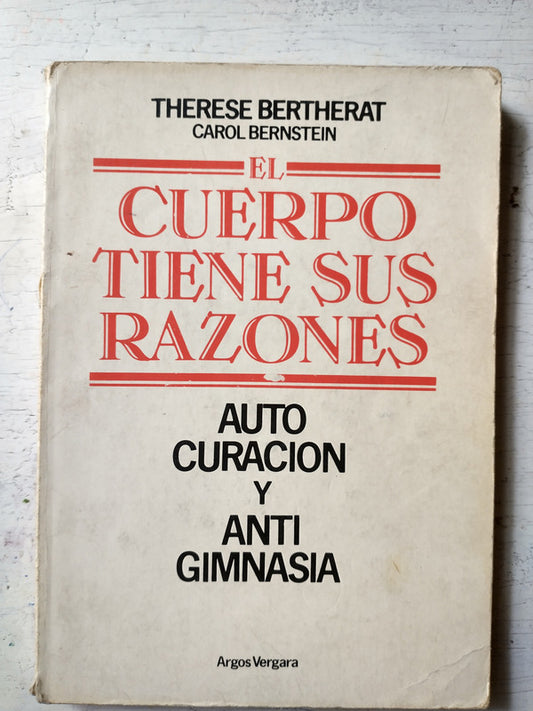 THERESE BERTHERAT
CAROL BERNSTEIN
EL
CUERPO
TIENE SUS
RAZONES
AUTO
CURACION
Y
ANTI
GIMNASIA
Argos Vergara